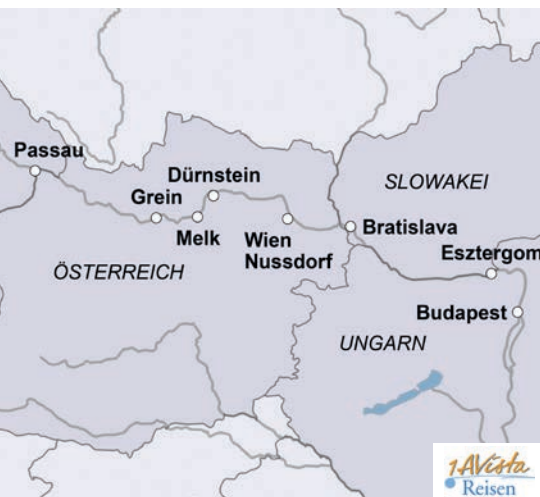 Passau
Dürnstein
Grein
Melk
Wien
Nussdorf
SLOWAKEI
Bratislava
Esztergom
ÖSTERREICH
Budapest
UNGARN
1AVista
Reisen